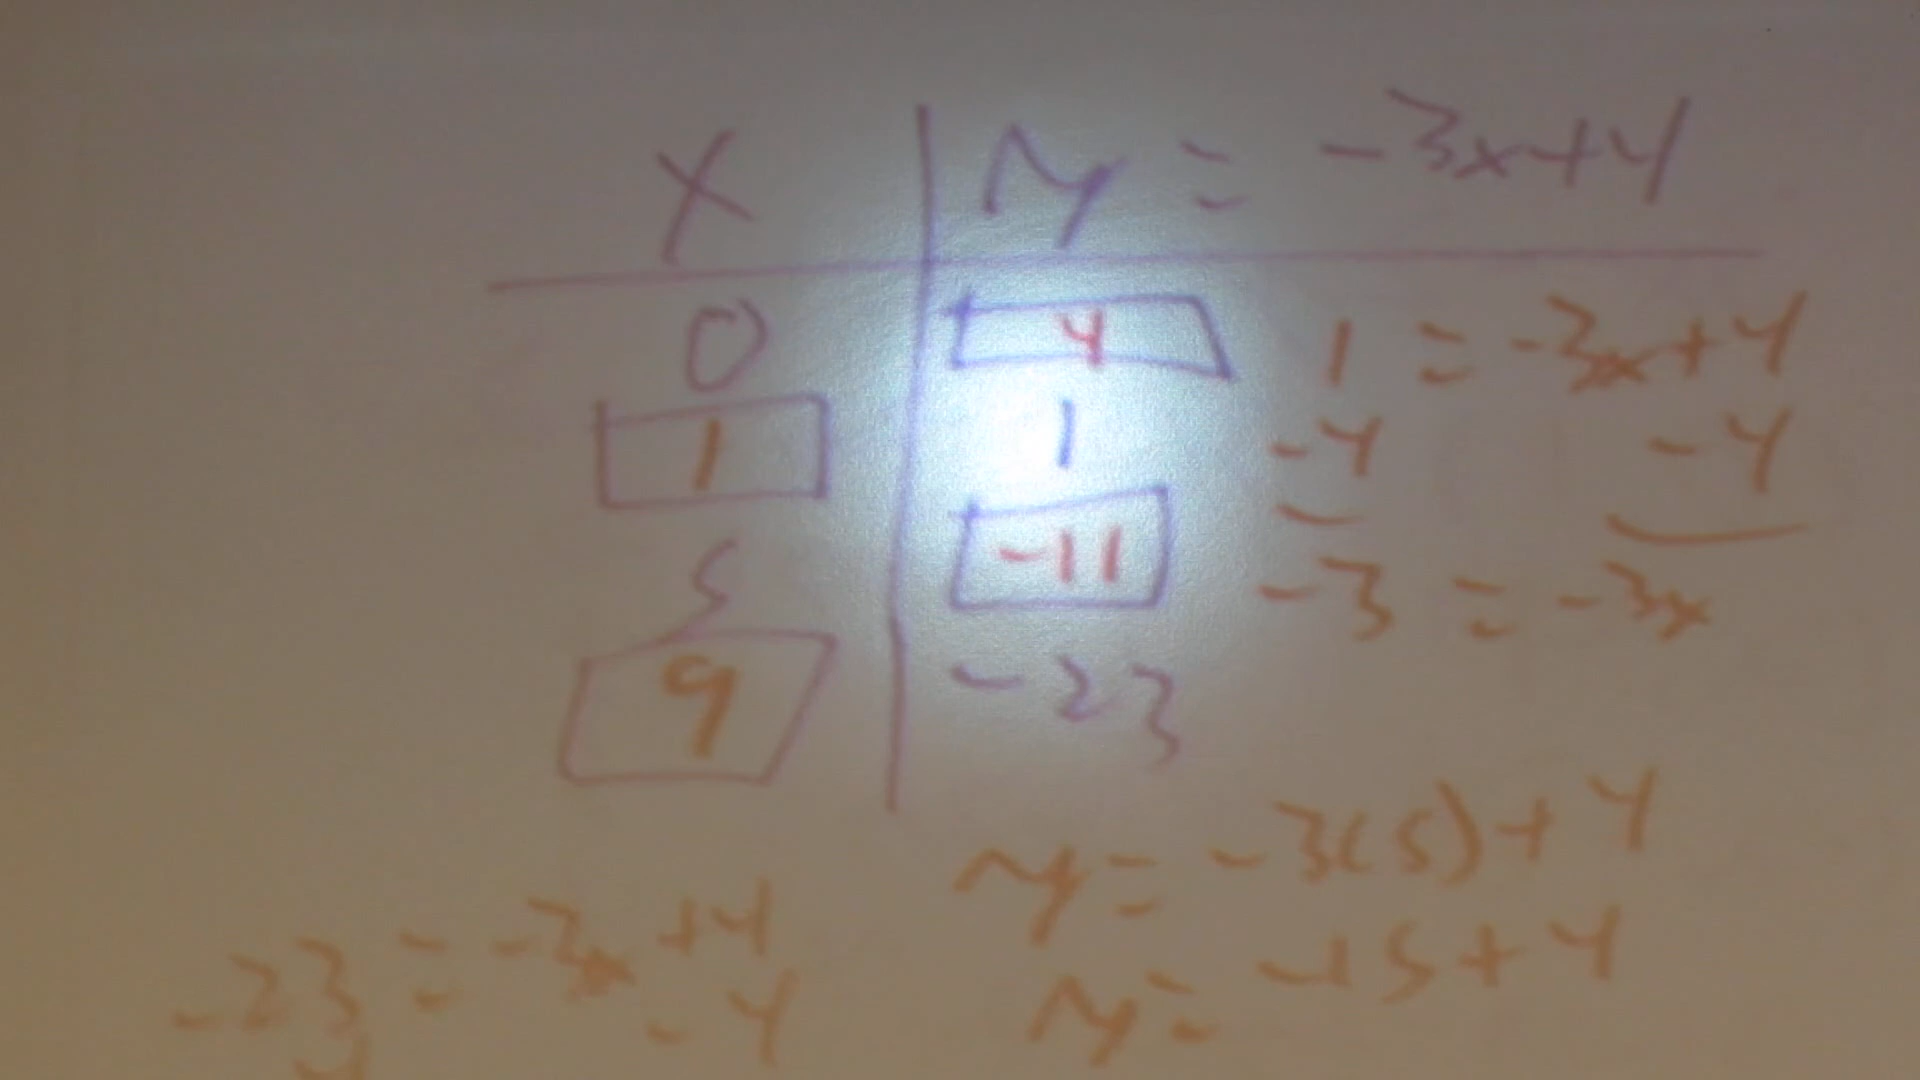 x y = -3x+4
0 4 1 = -3x+4
1 1 -4 -4
5 -11 -3 = -3x
9 -23
y = -3(5)+4
-23 = -3x +4 y = -15+4
-4